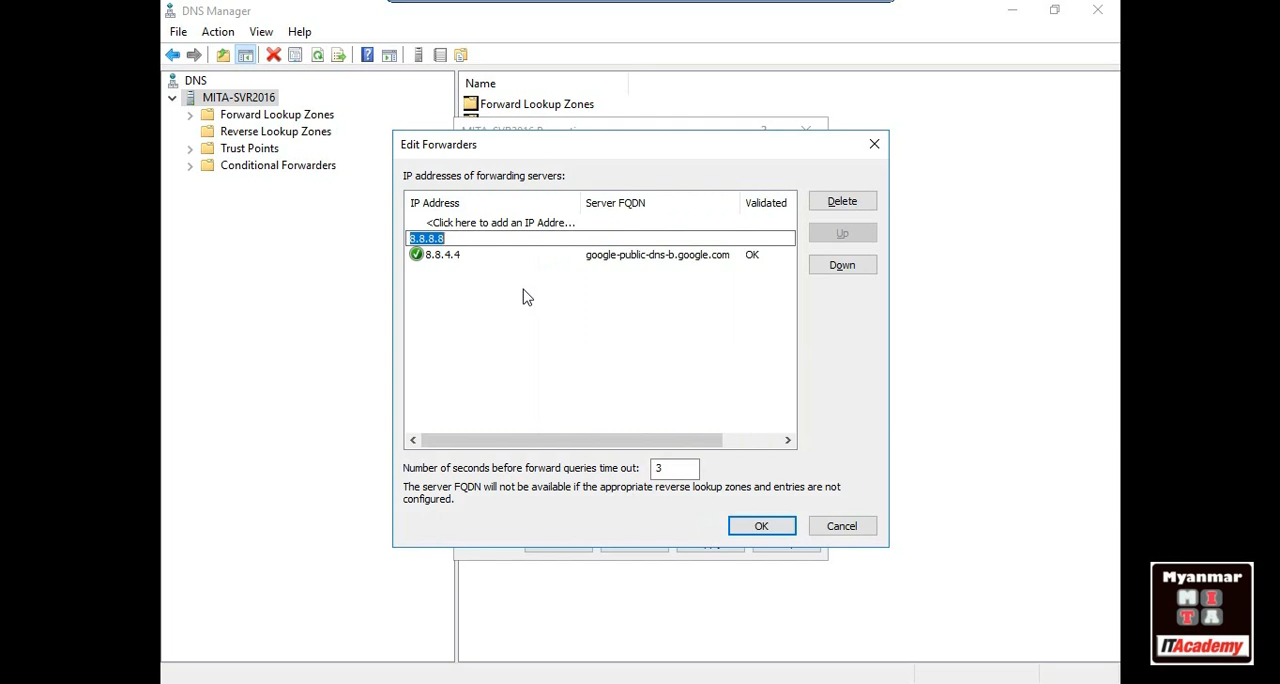 DNS Manager
File Action View Help
DNS
MITA-SVR2016
Forward Lookup Zones
Reverse Lookup Zones
Trust Points
Conditional Forwarders
Name
Forward Lookup Zones
Edit Forwarders
IP addresses of forwarding servers:
IP Address Server FQDN Validated
<Click here to add an IP Addre...
8.8.8.8
8.8.4.4 google-public-dns-b.google.com OK
Delete
Up
Down
Number of seconds before forward queries time out: 3
The server FQDN will not be available if the appropriate reverse lookup zones and entries are not
configured.
OK Cancel
Myanmar
M I
T A
ITAcademy